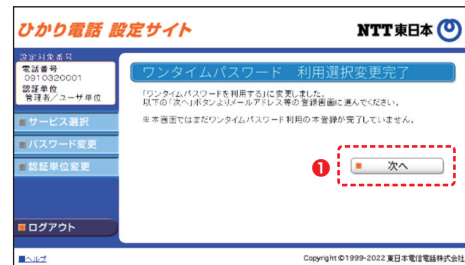 ひかり電話 設定サイト
NTT東日本
設定対象番号
電話番号
0910320001
認証単位
管理者/ユーザ単位
サービス選択
パスワード変更
認証単位変更
ログアウト
ヘルプ
ワンタイムパスワード 利用選択変更完了
「ワンタイムパスワードを利用する」に変更しました。
以下の「次へ」ボタンよりメールアドレス等の登録画面に進んでください。
※本画面ではまだワンタイムパスワード利用の本登録が完了していません。
1
次へ
Copyright©1999-2022 東日本電信電話株式会社